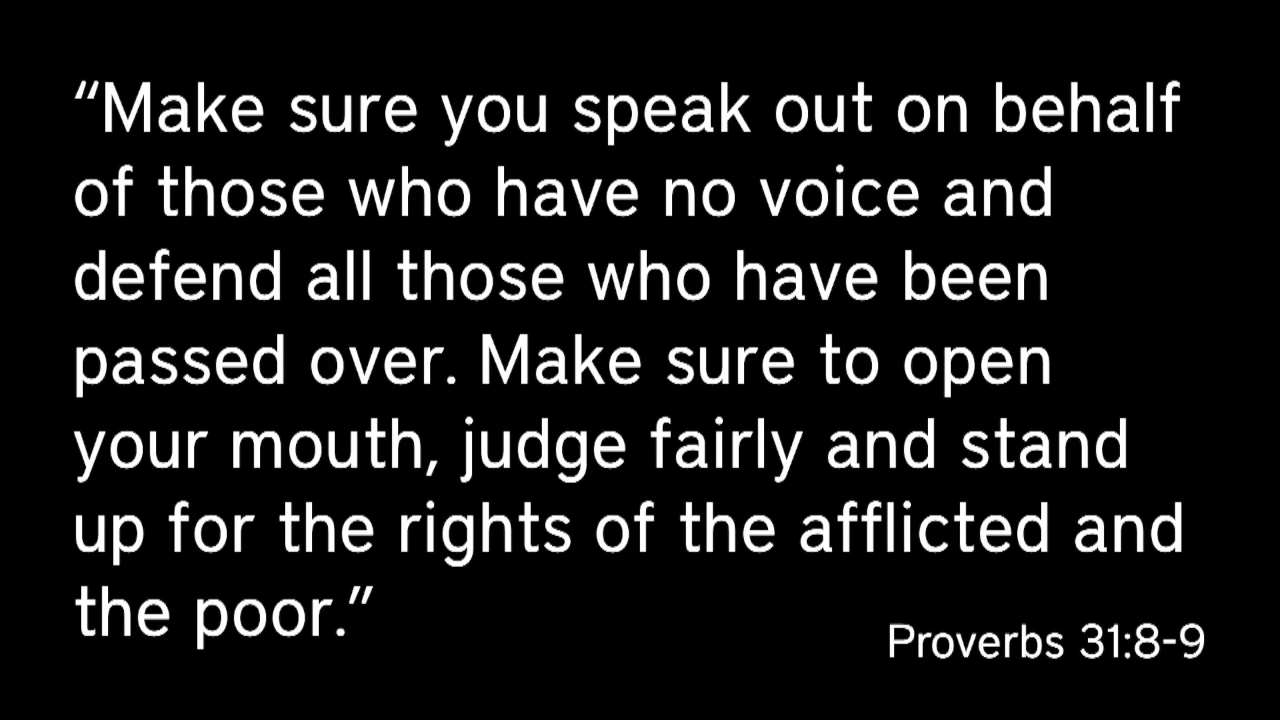 “Make sure you speak out on behalf
of those who have no voice and
defend all those who have been
passed over. Make sure to open
your mouth, judge fairly and stand
up for the rights of the afflicted and
the poor.”
Proverbs 31:8-9